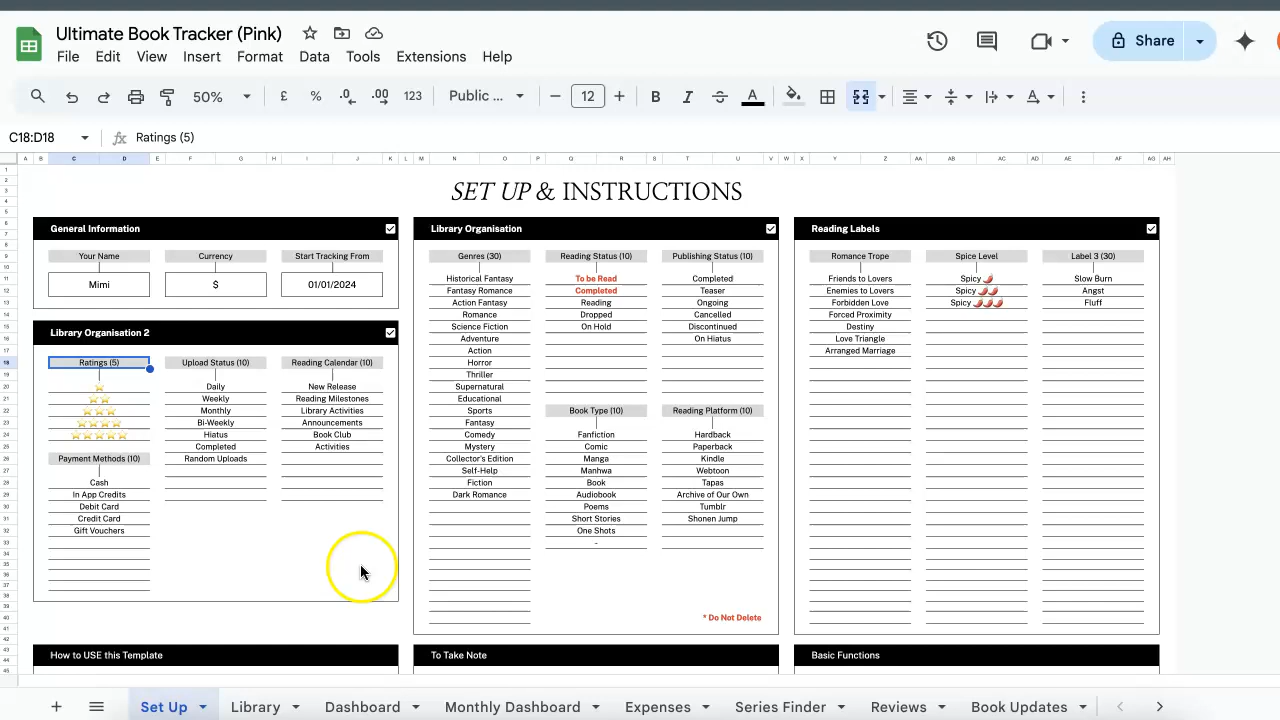 Ultimate Book Tracker (Pink)
File Edit View Insert Format Data Tools Extensions Help
Share
50% £ % .0 .00 123 Public ... 12 B I A
C18:D18 fx Ratings (5)
A B C D E F G H I J K L M N O P Q R S T U V W X Y Z AA AB AC AD AE AF AG AH
SET UP & INSTRUCTIONS
General Information
Your Name Currency Start Tracking From
Mimi $ 01/01/2024
Library Organisation 2
Ratings (5) Upload Status (10) Reading Calendar (10)
Daily New Release
Weekly Reading Milestones
Monthly Library Activities
Bi-Weekly Announcements
Hiatus Book Club
Completed Activities
Payment Methods (10) Random Uploads
Cash
In App Credits
Debit Card
Credit Card
Gift Vouchers
Library Organisation
Genres (30) Reading Status (10) Publishing Status (10)
Historical Fantasy To be Read Completed
Fantasy Romance Completed Teaser
Action Fantasy Reading Ongoing
Romance Dropped Cancelled
Science Fiction On Hold Discontinued
Adventure On Hiatus
Action
Horror
Thriller
Supernatural
Educational
Sports Book Type (10) Reading Platform (10)
Fantasy
Comedy Fanfiction Hardback
Mystery Comic Paperback
Collector's Edition Manga Kindle
Self-Help Manhwa Webtoon
Fiction Book Tapas
Dark Romance Audiobook Archive of Our Own
Poems Tumblr
Short Stories Shonen Jump
One Shots
-
* Do Not Delete
Reading Labels
Romance Trope Spice Level Label 3 (30)
Friends to Lovers Spicy 🌶️ Slow Burn
Enemies to Lovers Spicy 🌶️🌶️ Angst
Forbidden Love Spicy 🌶️🌶️🌶️ Fluff
Forced Proximity
Destiny
Love Triangle
Arranged Marriage
How to USE this Template To Take Note Basic Functions
Set Up Library Dashboard Monthly Dashboard Expenses Series Finder Reviews Book Updates